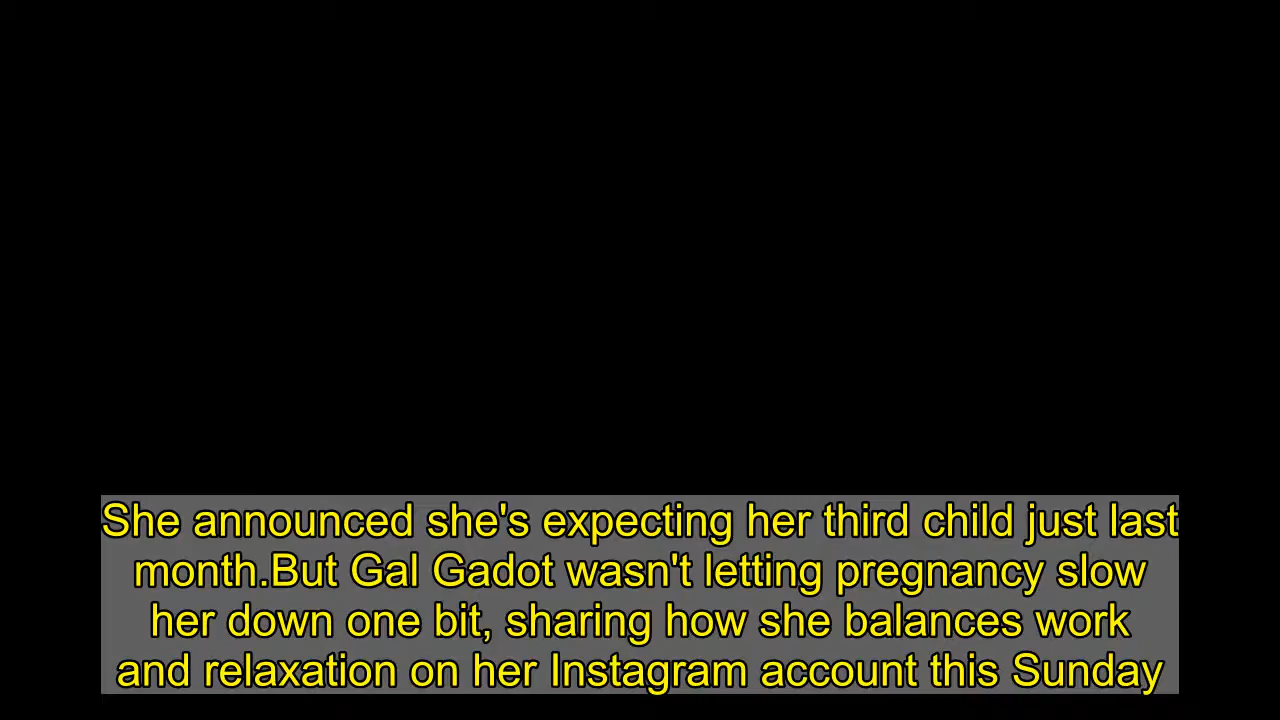 She announced she's expecting her third child just last
month.But Gal Gadot wasn't letting pregnancy slow
her down one bit, sharing how she balances work
and relaxation on her Instagram account this Sunday